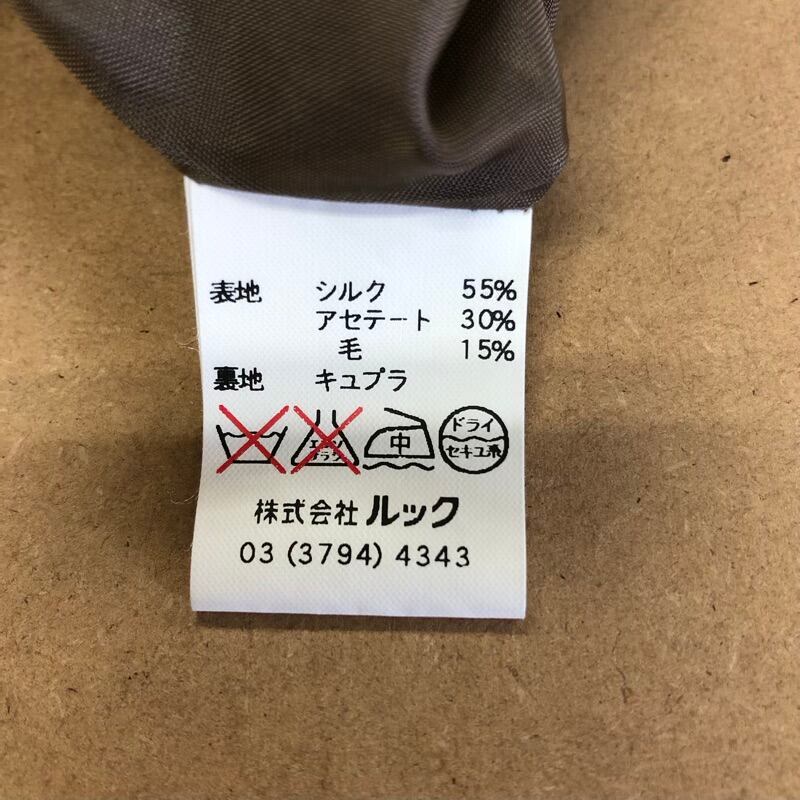 表地 シルク 55%
アセテート 30%
毛 15%
裏地 キュプラ
エンソ サラシ 中 ドライ セキユ系
株式会社 ルック
03 (3794) 4343